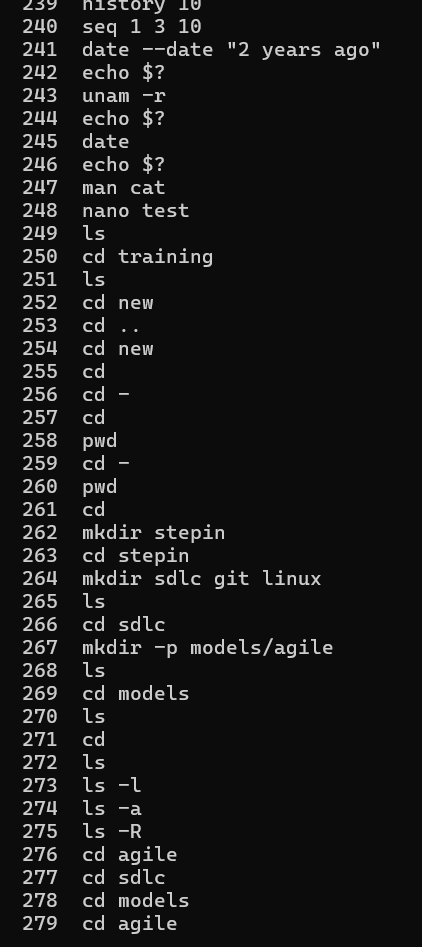 239 history 10
240 seq 1 3 10
241 date --date "2 years ago"
242 echo $?
243 unam -r
244 echo $?
245 date
246 echo $?
247 man cat
248 nano test
249 ls
250 cd training
251 ls
252 cd new
253 cd ..
254 cd new
255 cd
256 cd -
257 cd
258 pwd
259 cd -
260 pwd
261 cd
262 mkdir stepin
263 cd stepin
264 mkdir sdlc git linux
265 ls
266 cd sdlc
267 mkdir -p models/agile
268 ls
269 cd models
270 ls
271 cd
272 ls
273 ls -l
274 ls -a
275 ls -R
276 cd agile
277 cd sdlc
278 cd models
279 cd agile